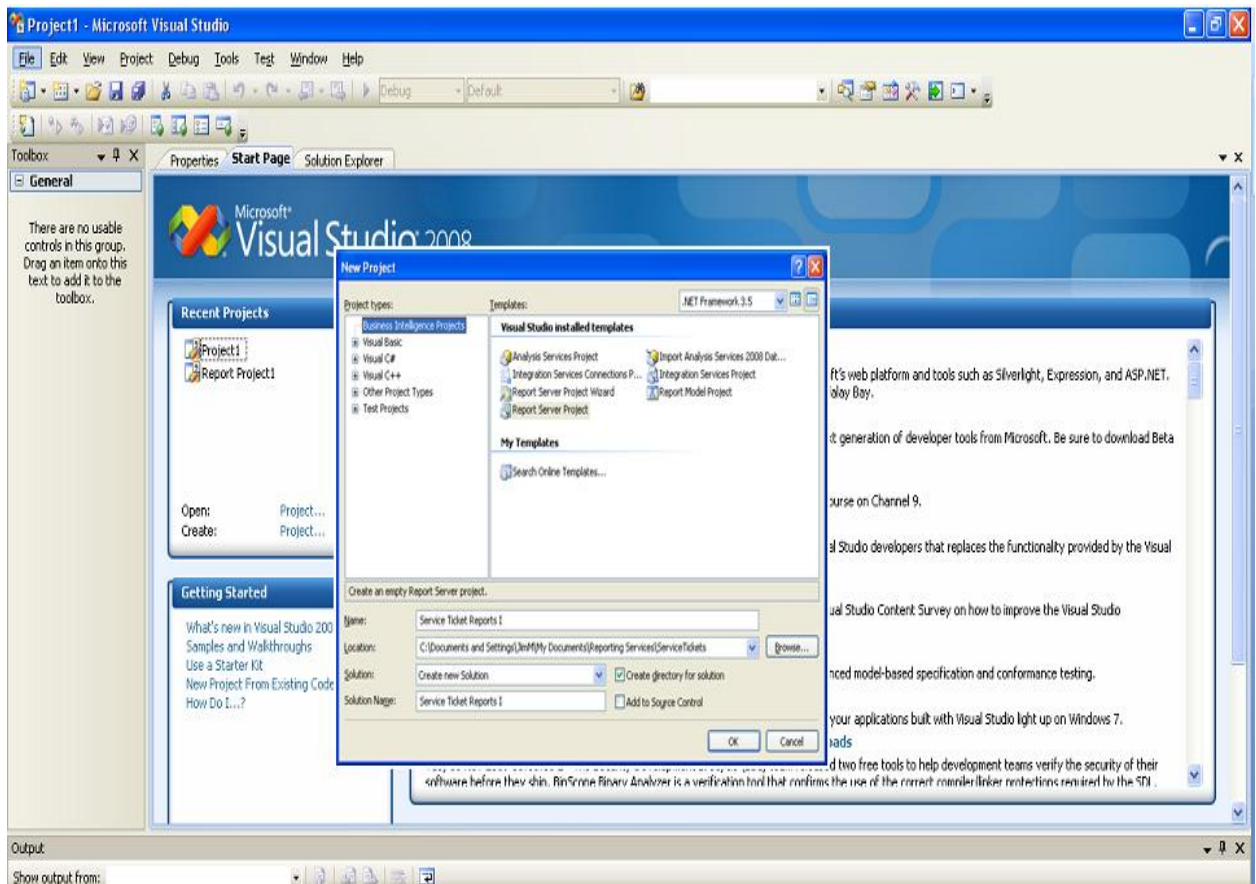 Project1 - Microsoft Visual Studio
File Edit View Project Debug Tools Test Window Help
Debug Default
Toolbox
Properties Start Page Solution Explorer
General
There are no usable
controls in this group.
Drag an item onto this
text to add it to the
toolbox.
Microsoft
Visual Studio 2008
Recent Projects
Project1
Report Project1
Open: Project...
Create: Project...
Getting Started
What's new in Visual Studio 200
Samples and Walkthroughs
Use a Starter Kit
New Project From Existing Code
How Do I...?
New Project
Project types:
Templates:
.NET Framework 3.5
Business Intelligence Projects
Visual Basic
Visual C#
Visual C++
Other Project Types
Test Projects
Visual Studio installed templates
Analysis Services Project
Import Analysis Services 2008 Dat...
Integration Services Connections P...
Integration Services Project
Report Server Project Wizard
Report Model Project
Report Server Project
My Templates
Search Online Templates...
Create an empty Report Server project.
Name: Service Ticket Reports I
Location: C:\Documents and Settings\JimM\My Documents\Reporting Services\ServiceTickets Browse...
Solution: Create new Solution Create directory for solution
Solution Name: Service Ticket Reports I Add to Source Control
OK Cancel
ft's web platform and tools such as Silverlight, Expression, and ASP.NET.
alay Bay.
t generation of developer tools from Microsoft. Be sure to download Beta
urse on Channel 9.
al Studio developers that replaces the functionality provided by the Visual
ual Studio Content Survey on how to improve the Visual Studio
nced model-based specification and conformance testing.
your applications built with Visual Studio light up on Windows 7.
oads
d two free tools to help development teams verify the security of their
software before they ship. BinScope Binary Analyzer is a verification tool that confirms the use of the correct compiler/linker protections required by the SDL.
Output
Show output from: